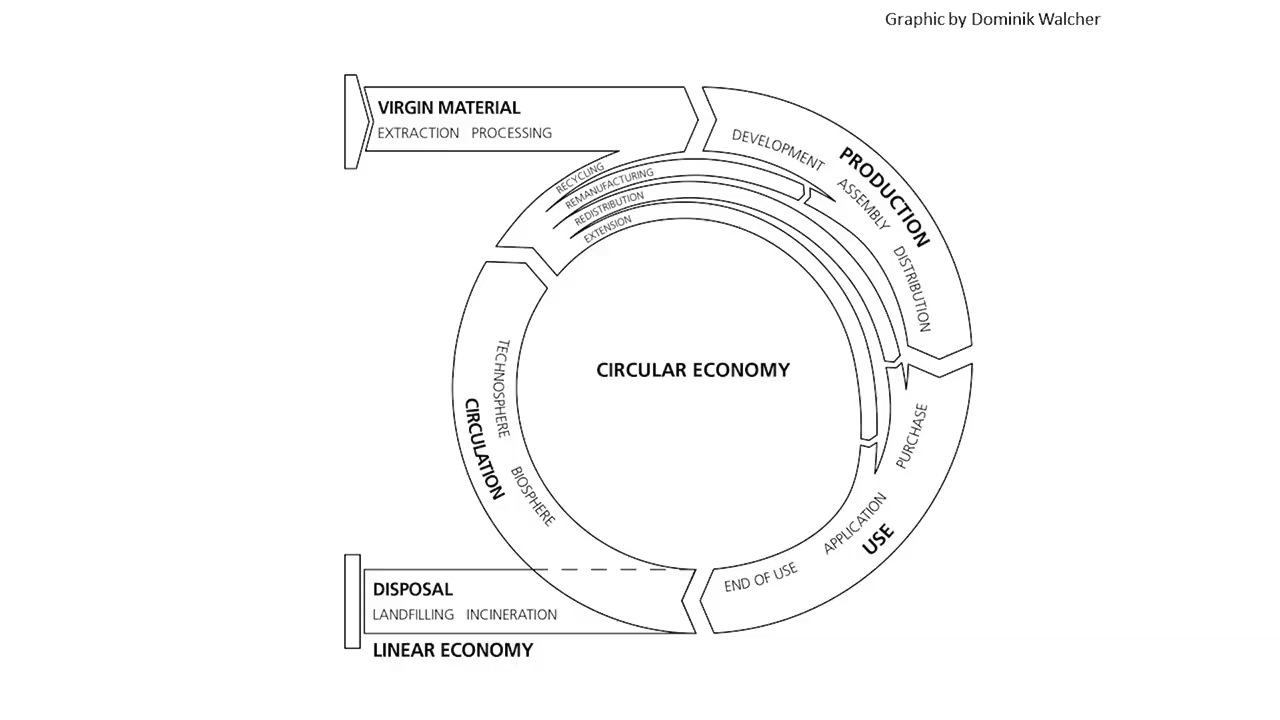 Graphic by Dominik Walcher
VIRGIN MATERIAL
EXTRACTION PROCESSING
RECYCLING
REMANUFACTURING
REDISTRIBUTION
EXTENSION
DEVELOPMENT
ASSEMBLY
DISTRIBUTION
PRODUCTION
CIRCULAR ECONOMY
PURCHASE
APPLICATION
END OF USE
USE
TECHNOSPHERE
BIOSPHERE
CIRCULATION
DISPOSAL
LANDFILLING INCINERATION
LINEAR ECONOMY